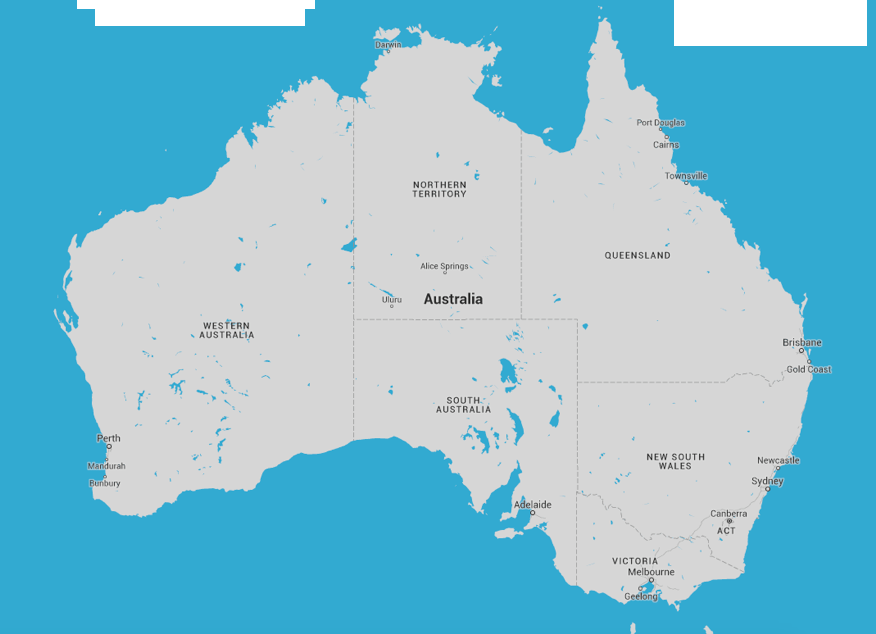 Darwin
Port Douglas
Cairns
Townsville
NORTHERN
TERRITORY
QUEENSLAND
Alice Springs
Uluru
Australia
WESTERN
AUSTRALIA
Brisbane
Gold Coast
SOUTH
AUSTRALIA
Perth
Mandurah
Bunbury
NEW SOUTH
WALES
Newcastle
Sydney
Adelaide
Canberra
ACT
VICTORIA
Melbourne
Geelong